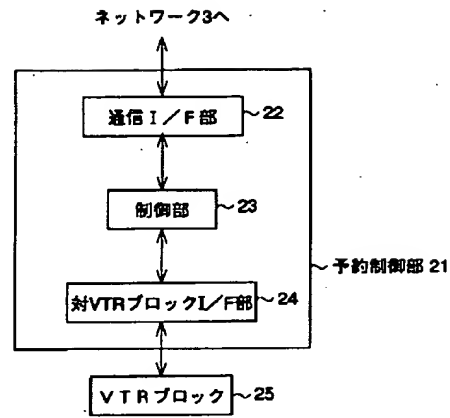 ネットワーク3へ
通信I/F部 22
制御部 23
予約制御部 21
対VTRブロックI/F部 24
VTRブロック 25